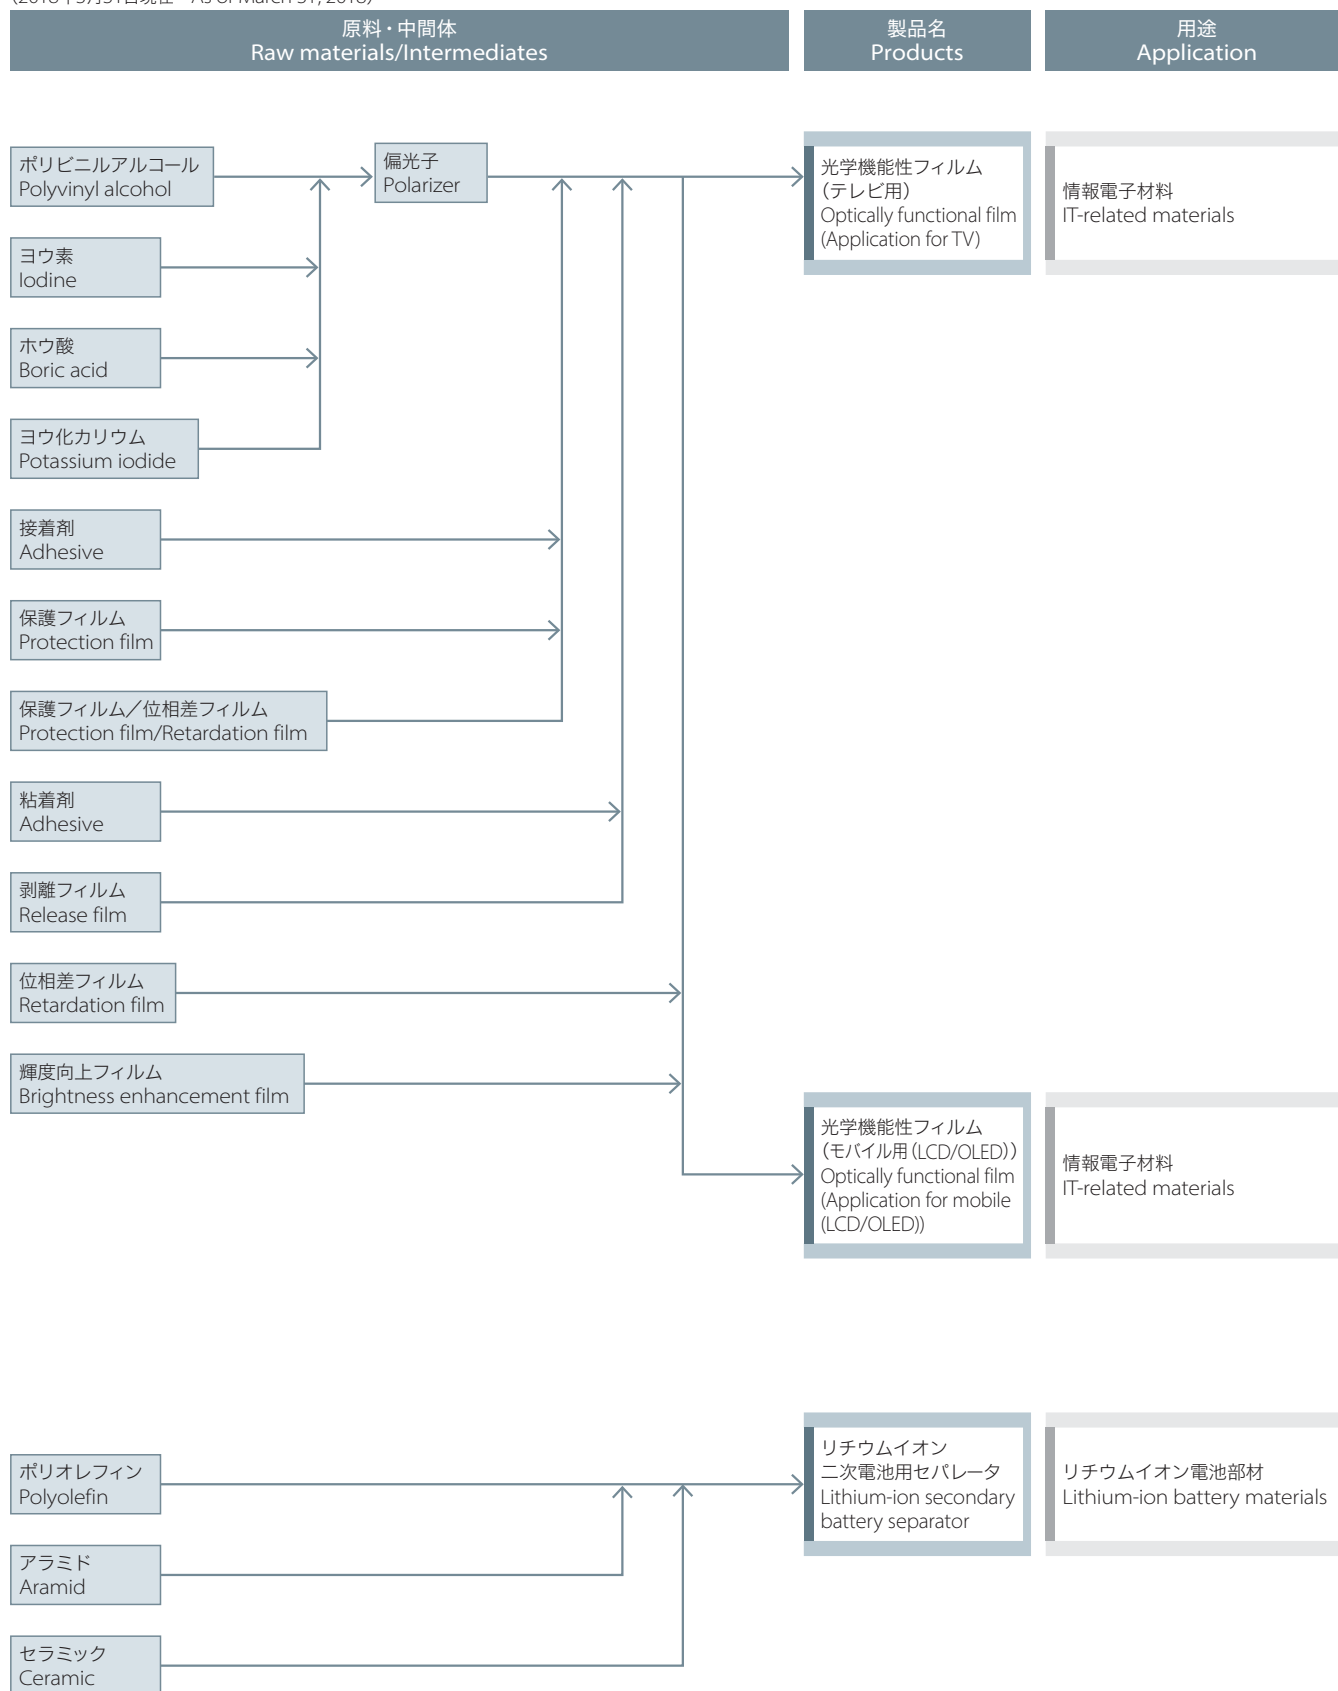 原料・中間体
Raw materials/Intermediates
製品名
Products
用途
Application
ポリビニルアルコール
Polyvinyl alcohol
偏光子
Polarizer
光学機能性フィルム
（テレビ用）
Optically functional film
(Application for TV)
情報電子材料
IT-related materials
ヨウ素
Iodine
ホウ酸
Boric acid
ヨウ化カリウム
Potassium iodide
接着剤
Adhesive
保護フィルム
Protection film
保護フィルム／位相差フィルム
Protection film/Retardation film
粘着剤
Adhesive
剥離フィルム
Release film
位相差フィルム
Retardation film
輝度向上フィルム
Brightness enhancement film
光学機能性フィルム
（モバイル用（LCD/OLED））
Optically functional film
(Application for mobile
(LCD/OLED))
情報電子材料
IT-related materials
ポリオレフィン
Polyolefin
リチウムイオン
二次電池用セパレータ
Lithium-ion secondary
battery separator
リチウムイオン電池部材
Lithium-ion battery materials
アラミド
Aramid
セラミック
Ceramic